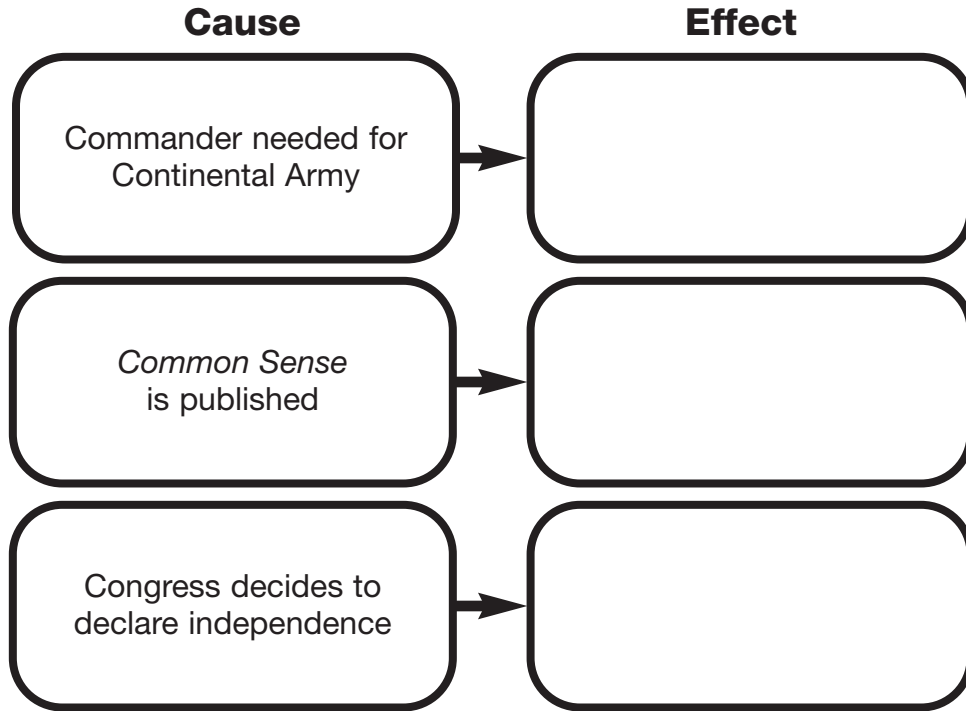 Cause
Effect
Commander needed for
Continental Army
Common Sense
is published
Congress decides to
declare independence